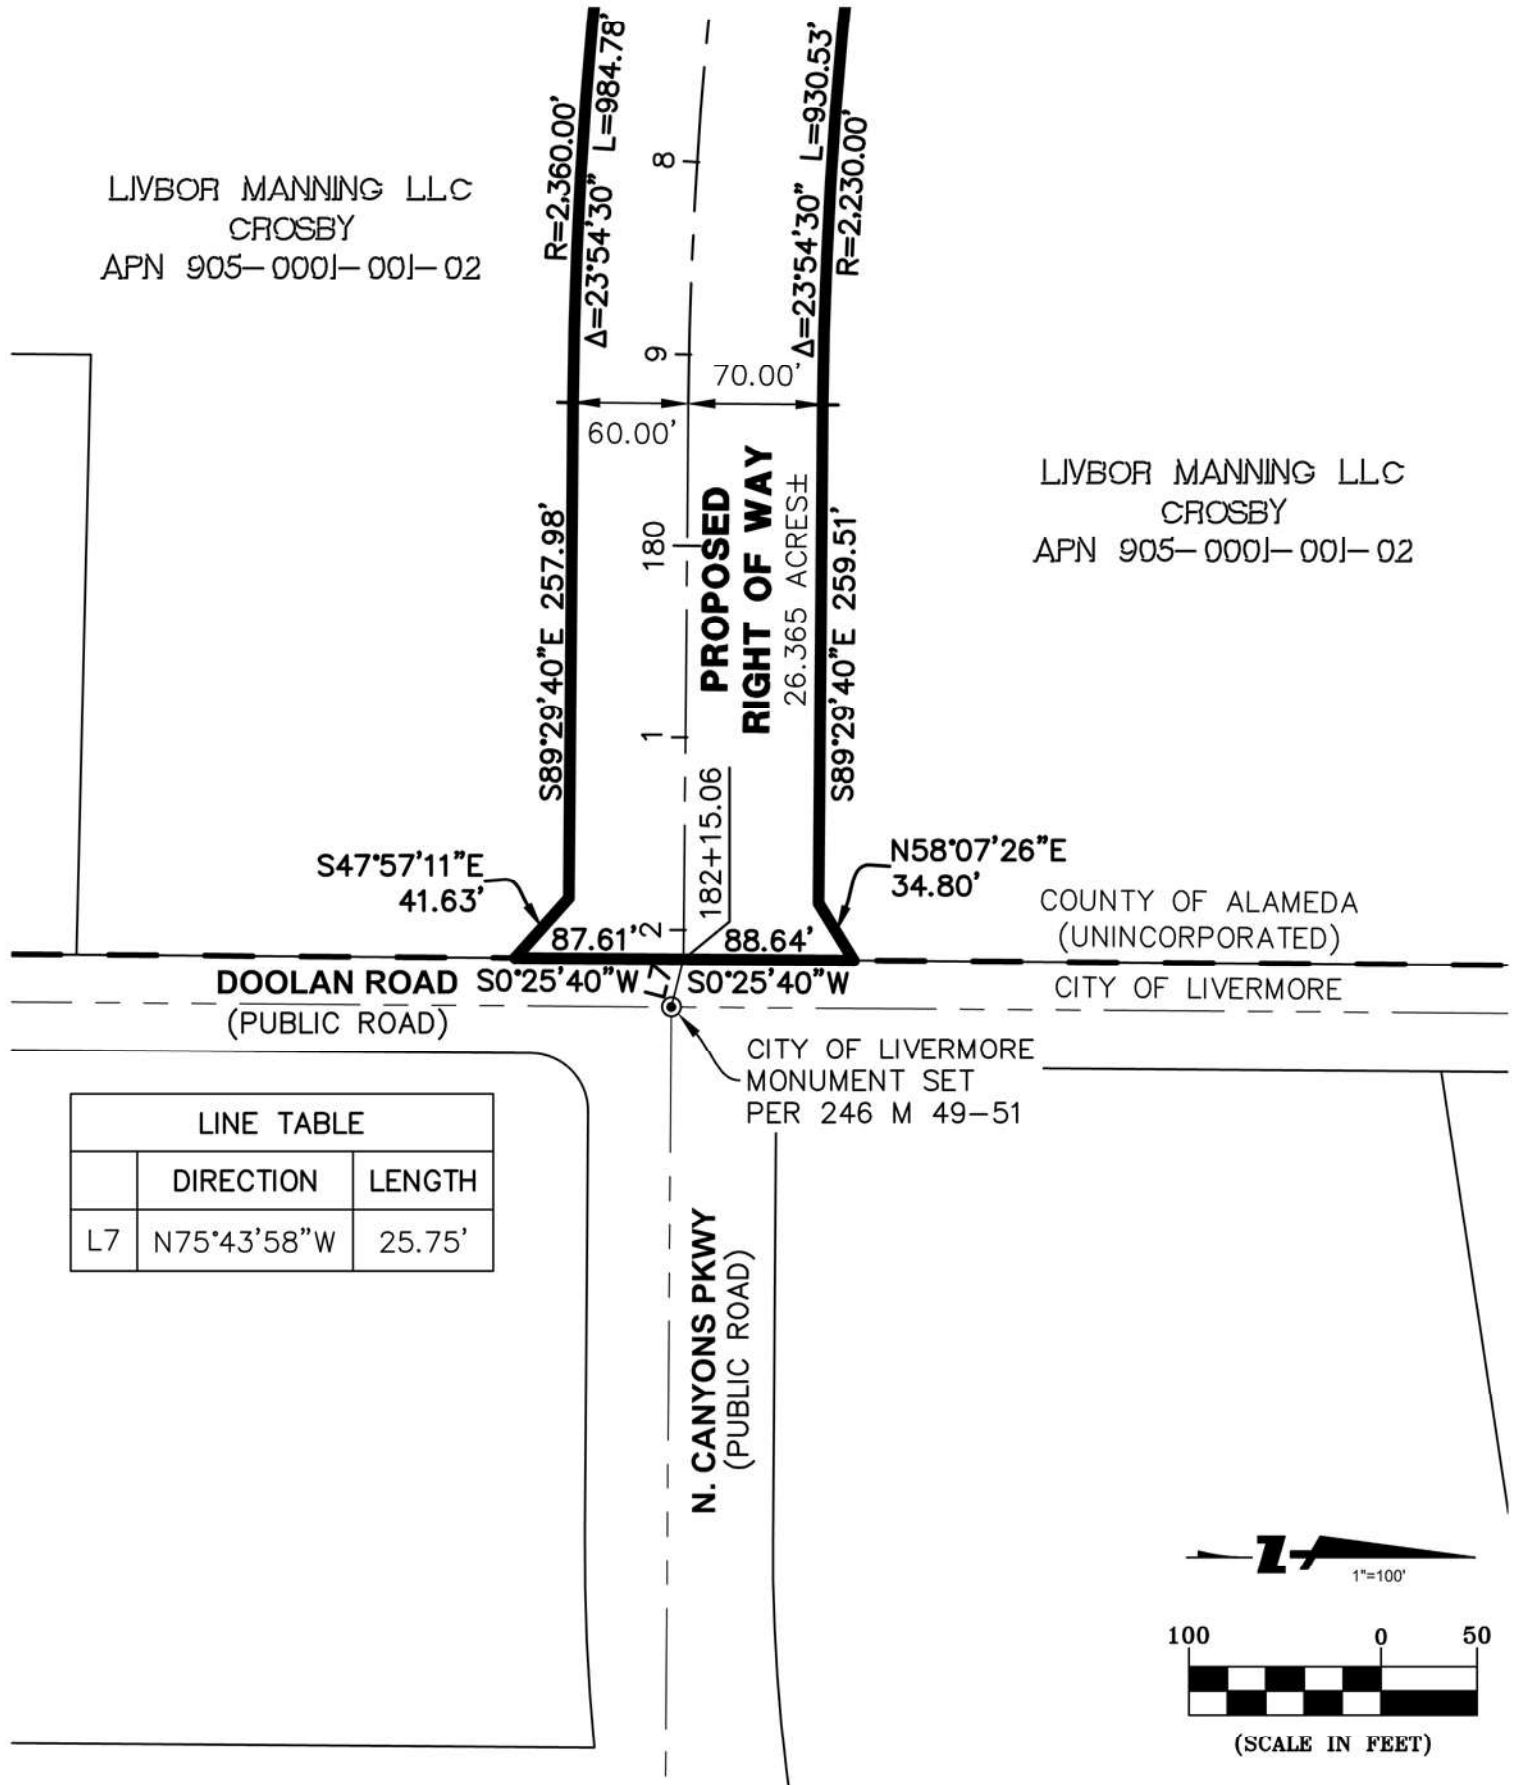 R=2,360.00'
L=984.78'
Δ=23°54'30"
L=930.53'
R=2,230.00'
Δ=23°54'30"
8
LIVBOR MANNING LLC
CROSBY
APN 905-0001-001-02
9
70.00'
60.00'
PROPOSED
RIGHT OF WAY
26.365 ACRES±
LIVBOR MANNING LLC
CROSBY
APN 905-0001-001-02
180
S89°29'40"E 257.98'
S89°29'40"E 259.51'
1
182+15.06
S47°57'11"E
41.63'
N58°07'26"E
34.80'
COUNTY OF ALAMEDA
(UNINCORPORATED)
87.61'
2
88.64'
DOOLAN ROAD
(PUBLIC ROAD)
S0°25'40"W
L7
S0°25'40"W
CITY OF LIVERMORE
CITY OF LIVERMORE
MONUMENT SET
PER 246 M 49-51
LINE TABLE
DIRECTION LENGTH
L7 N75°43'58"W 25.75'
N. CANYONS PKWY
(PUBLIC ROAD)
Z
1"=100'
100 0 50
(SCALE IN FEET)